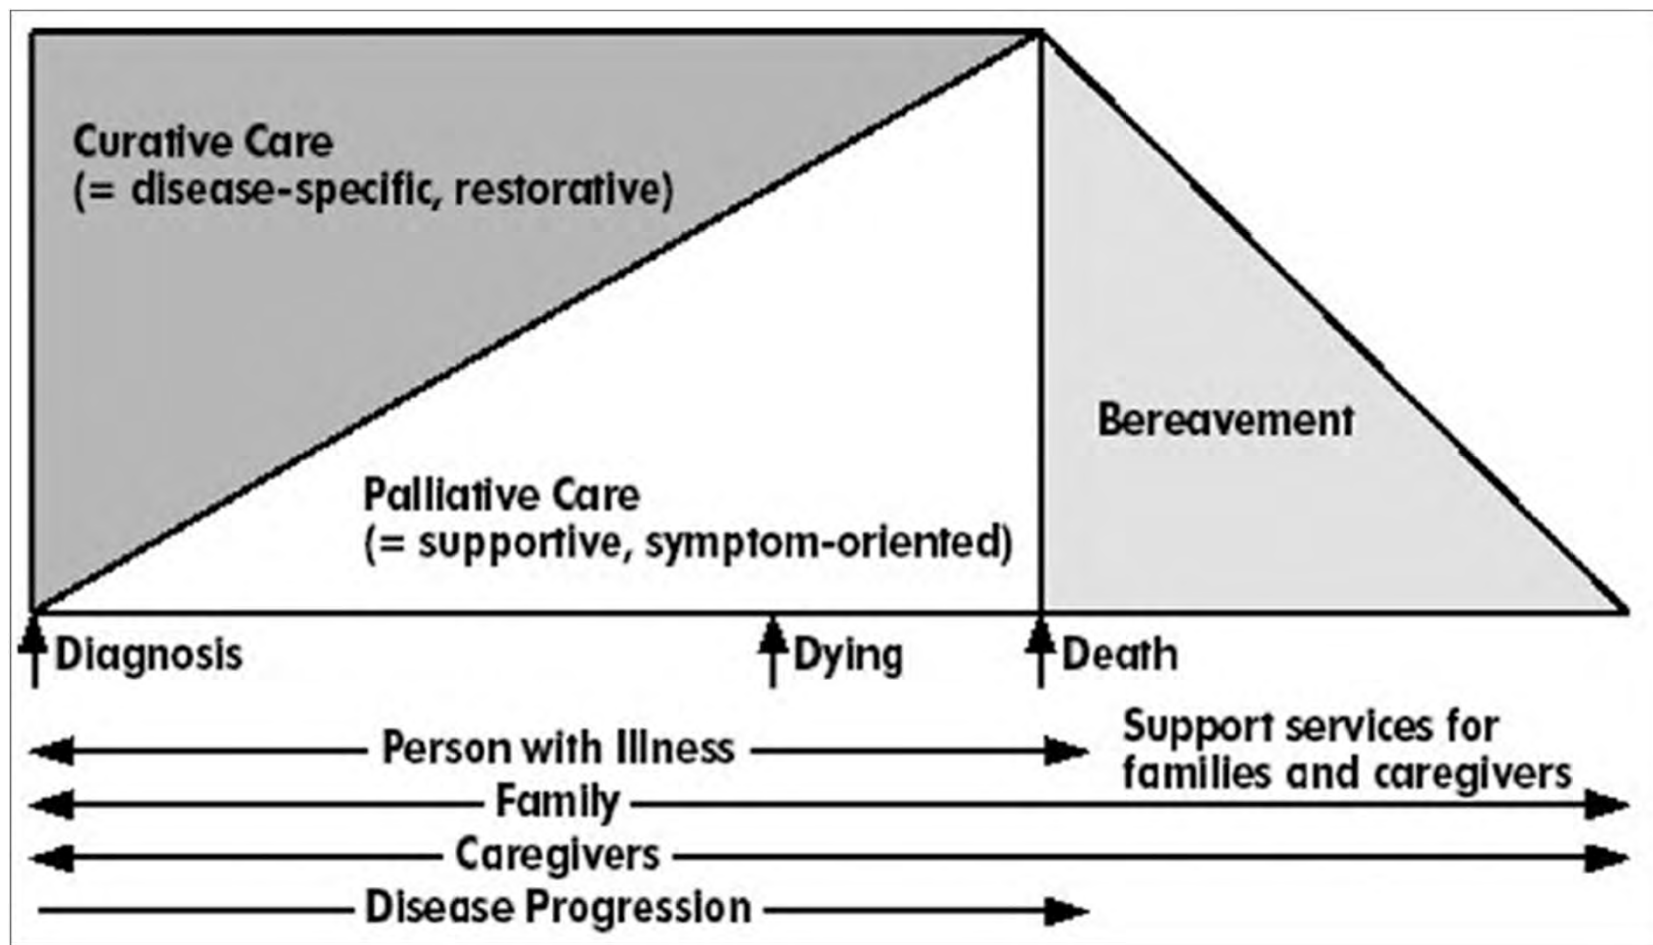 Curative Care
(= disease-specific, restorative)
Bereavement
Palliative Care
(= supportive, symptom-oriented)
Diagnosis
Dying
Death
Person with Illness
Support services for
families and caregivers
Family
Caregivers
Disease Progression